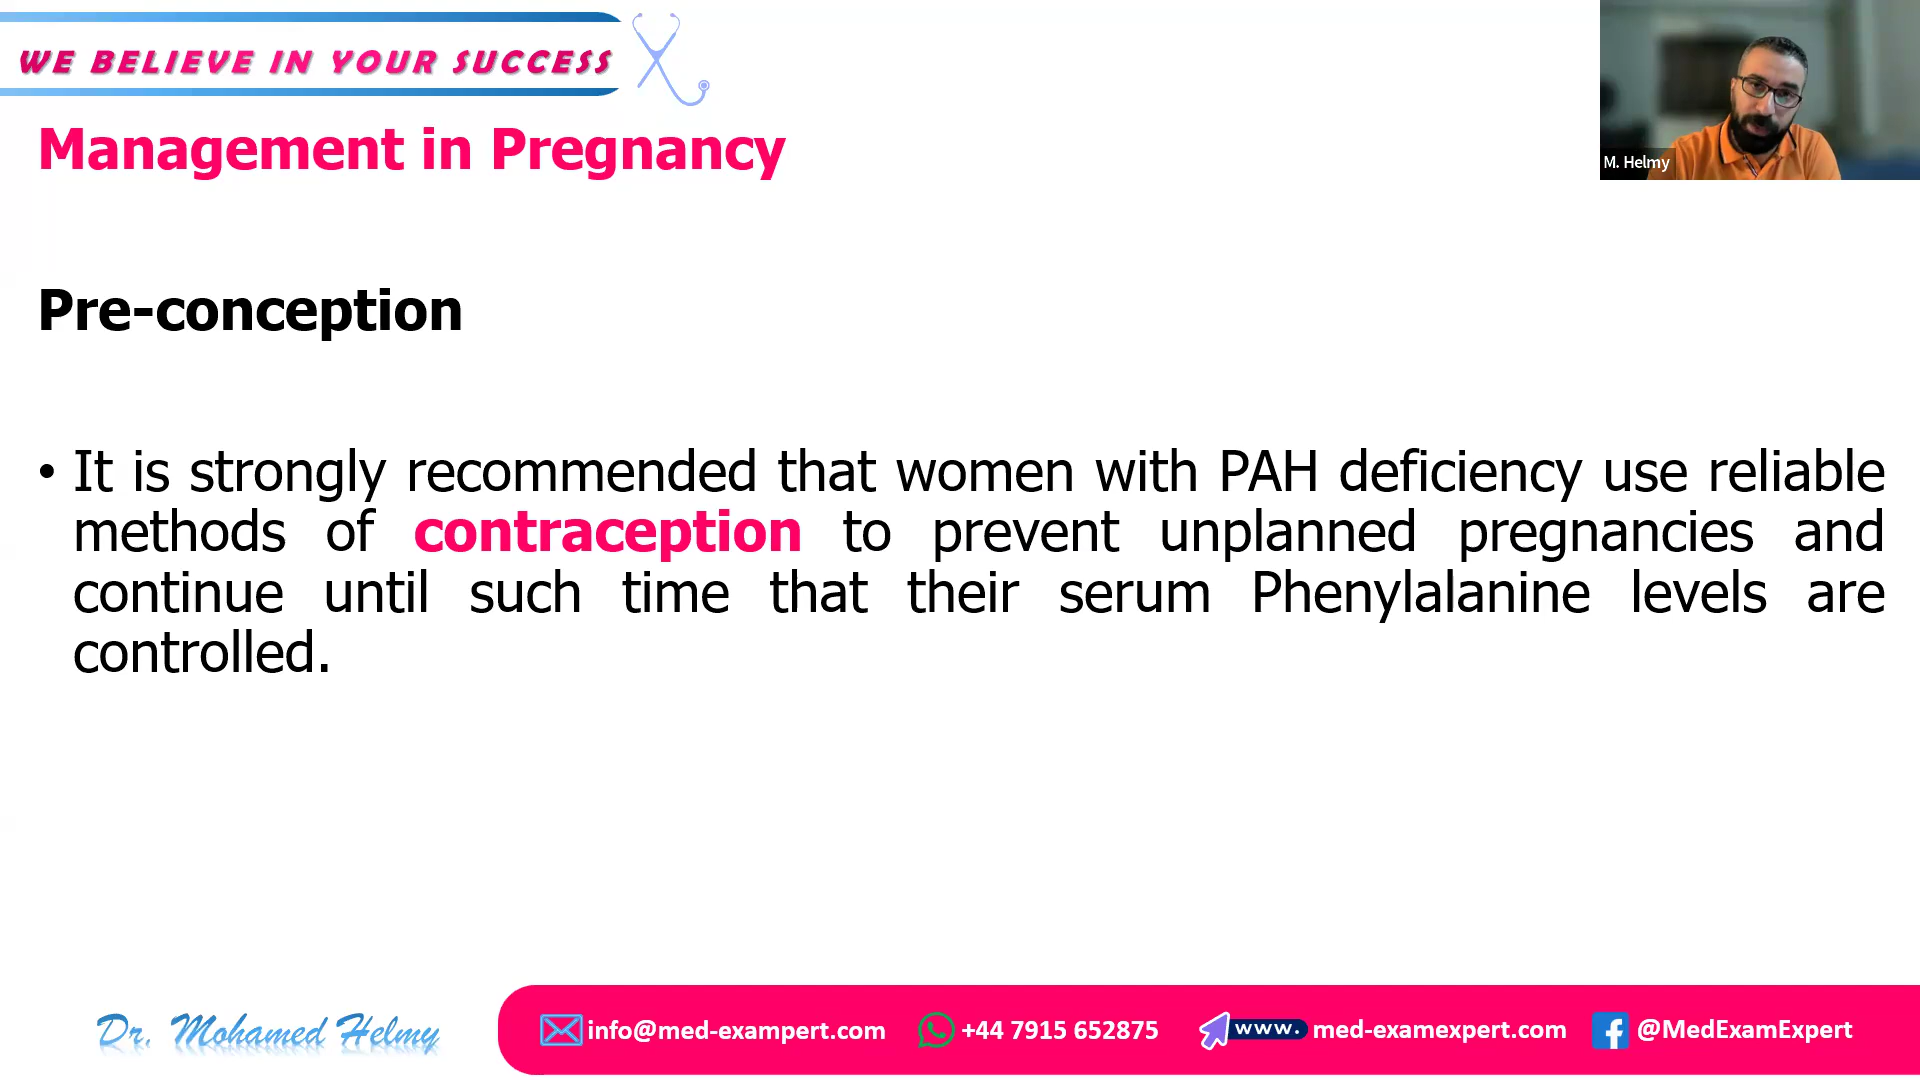 WE BELIEVE IN YOUR SUCCESS
M. Helmy
Management in Pregnancy
Pre-conception
• It is strongly recommended that women with PAH deficiency use reliable
methods of contraception to prevent unplanned pregnancies and
continue until such time that their serum Phenylalanine levels are
controlled.
Dr. Mohamed Helmy
info@med-exampert.com
+44 7915 652875
www. med-examexpert.com
@MedExamExpert